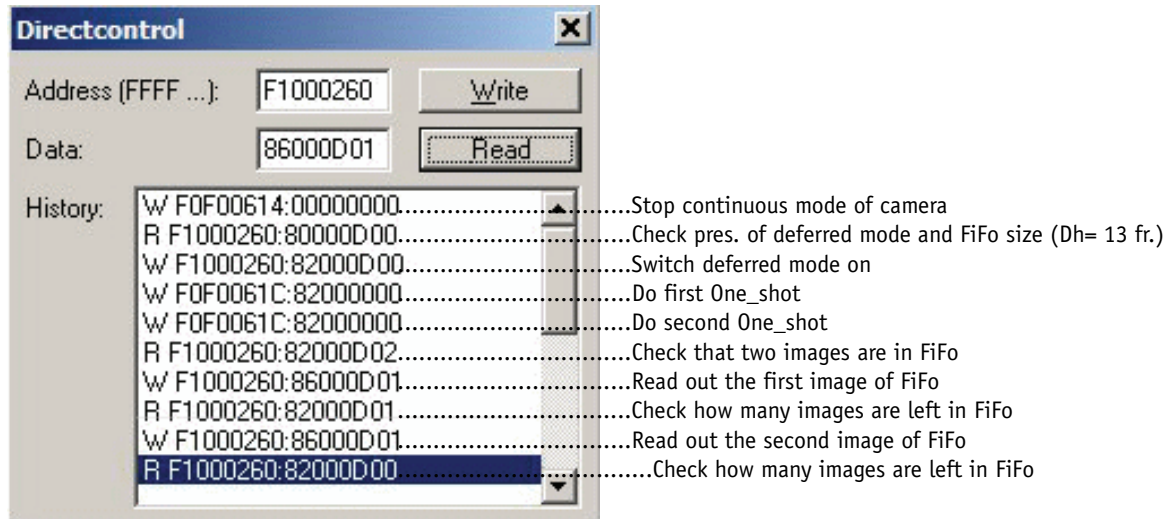 Directcontrol
Address (FFFF ...): F1000260 Write
Data: 86000D01 Read
History: W F0F00614:00000000..............................Stop continuous mode of camera
R F1000260:80000D00..............................Check pres. of deferred mode and FiFo size (Dh= 13 fr.)
W F1000260:82000D00..............................Switch deferred mode on
W F0F0061C:82000000..............................Do first One_shot
W F0F0061C:82000000..............................Do second One_shot
R F1000260:82000D02..............................Check that two images are in FiFo
W F1000260:86000D01..............................Read out the first image of FiFo
R F1000260:82000D01..............................Check how many images are left in FiFo
W F1000260:86000D01..............................Read out the second image of FiFo
R F1000260:82000D00.................................Check how many images are left in FiFo